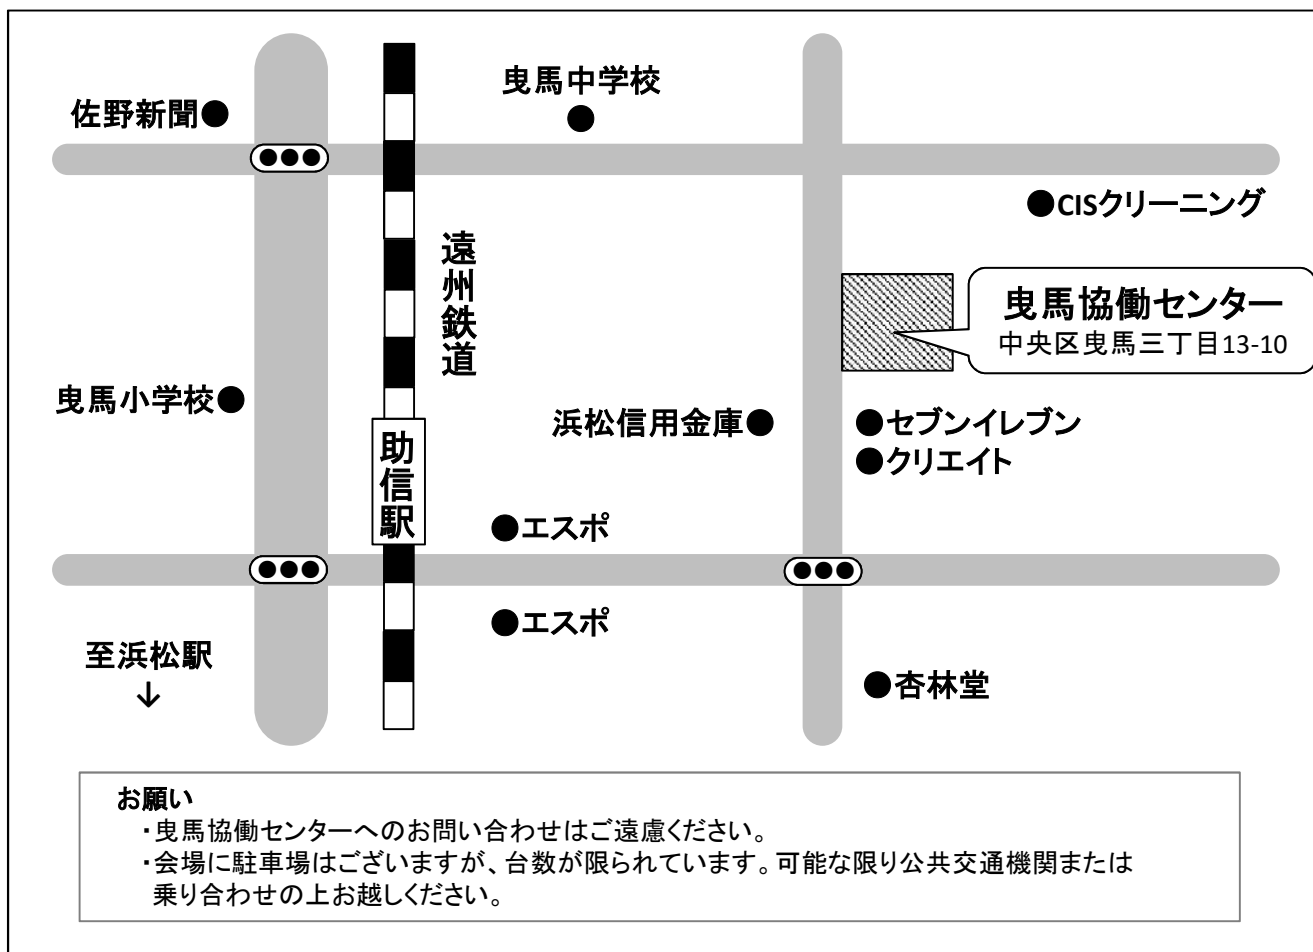 曳馬中学校
●
佐野新聞●
●●●
●CISクリーニング
遠州鉄道
曳馬協働センター
中央区曳馬三丁目13-10
曳馬小学校●
浜松信用金庫●
●セブンイレブン
●クリエイト
助信駅
●エスポ
●●●
●●●
●エスポ
至浜松駅
↓
●杏林堂
お願い
・曳馬協働センターへのお問い合わせはご遠慮ください。
・会場に駐車場はございますが、台数が限られています。可能な限り公共交通機関または
乗り合わせの上お越しください。